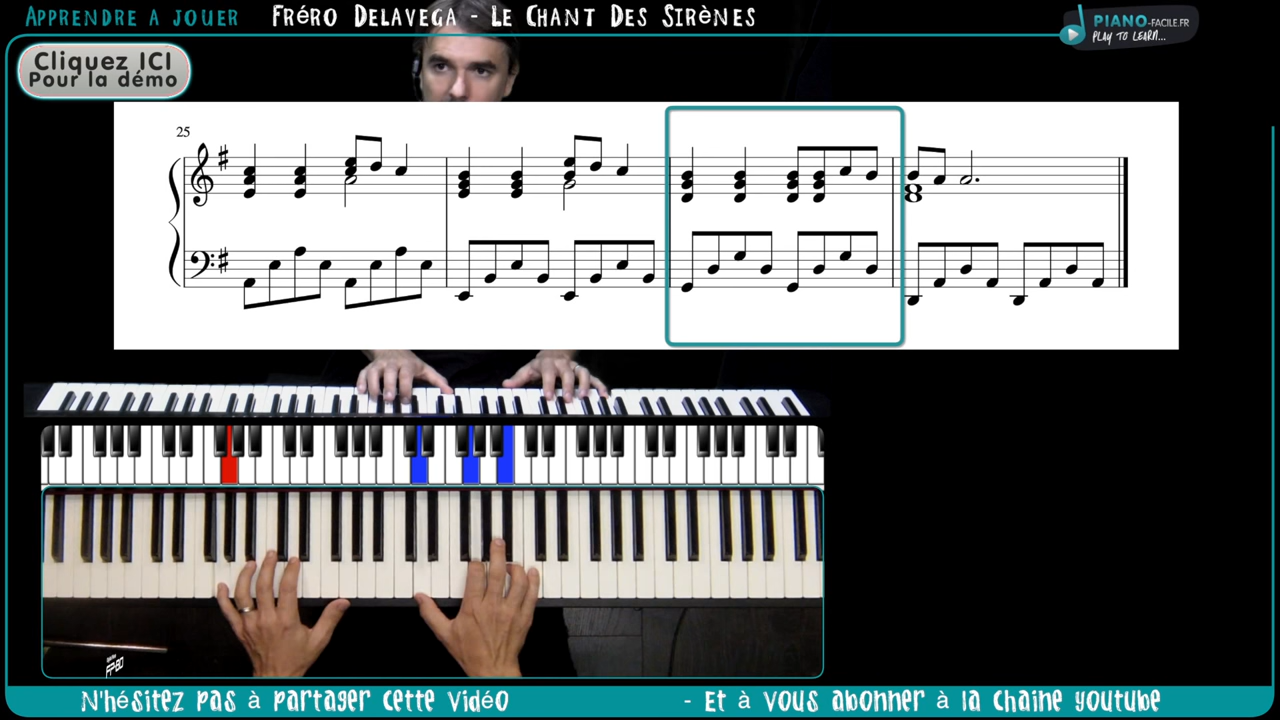 Apprendre a jouer
Fréro Delavega - Le Chant Des Sirènes
PIANO-FACILE.FR
PLAY TO LEARN...
Cliquez ICI
Pour la démo
25
FP80
N'hésitez pas à partager cette vidéo
- Et à vous abonner à la chaine youtube